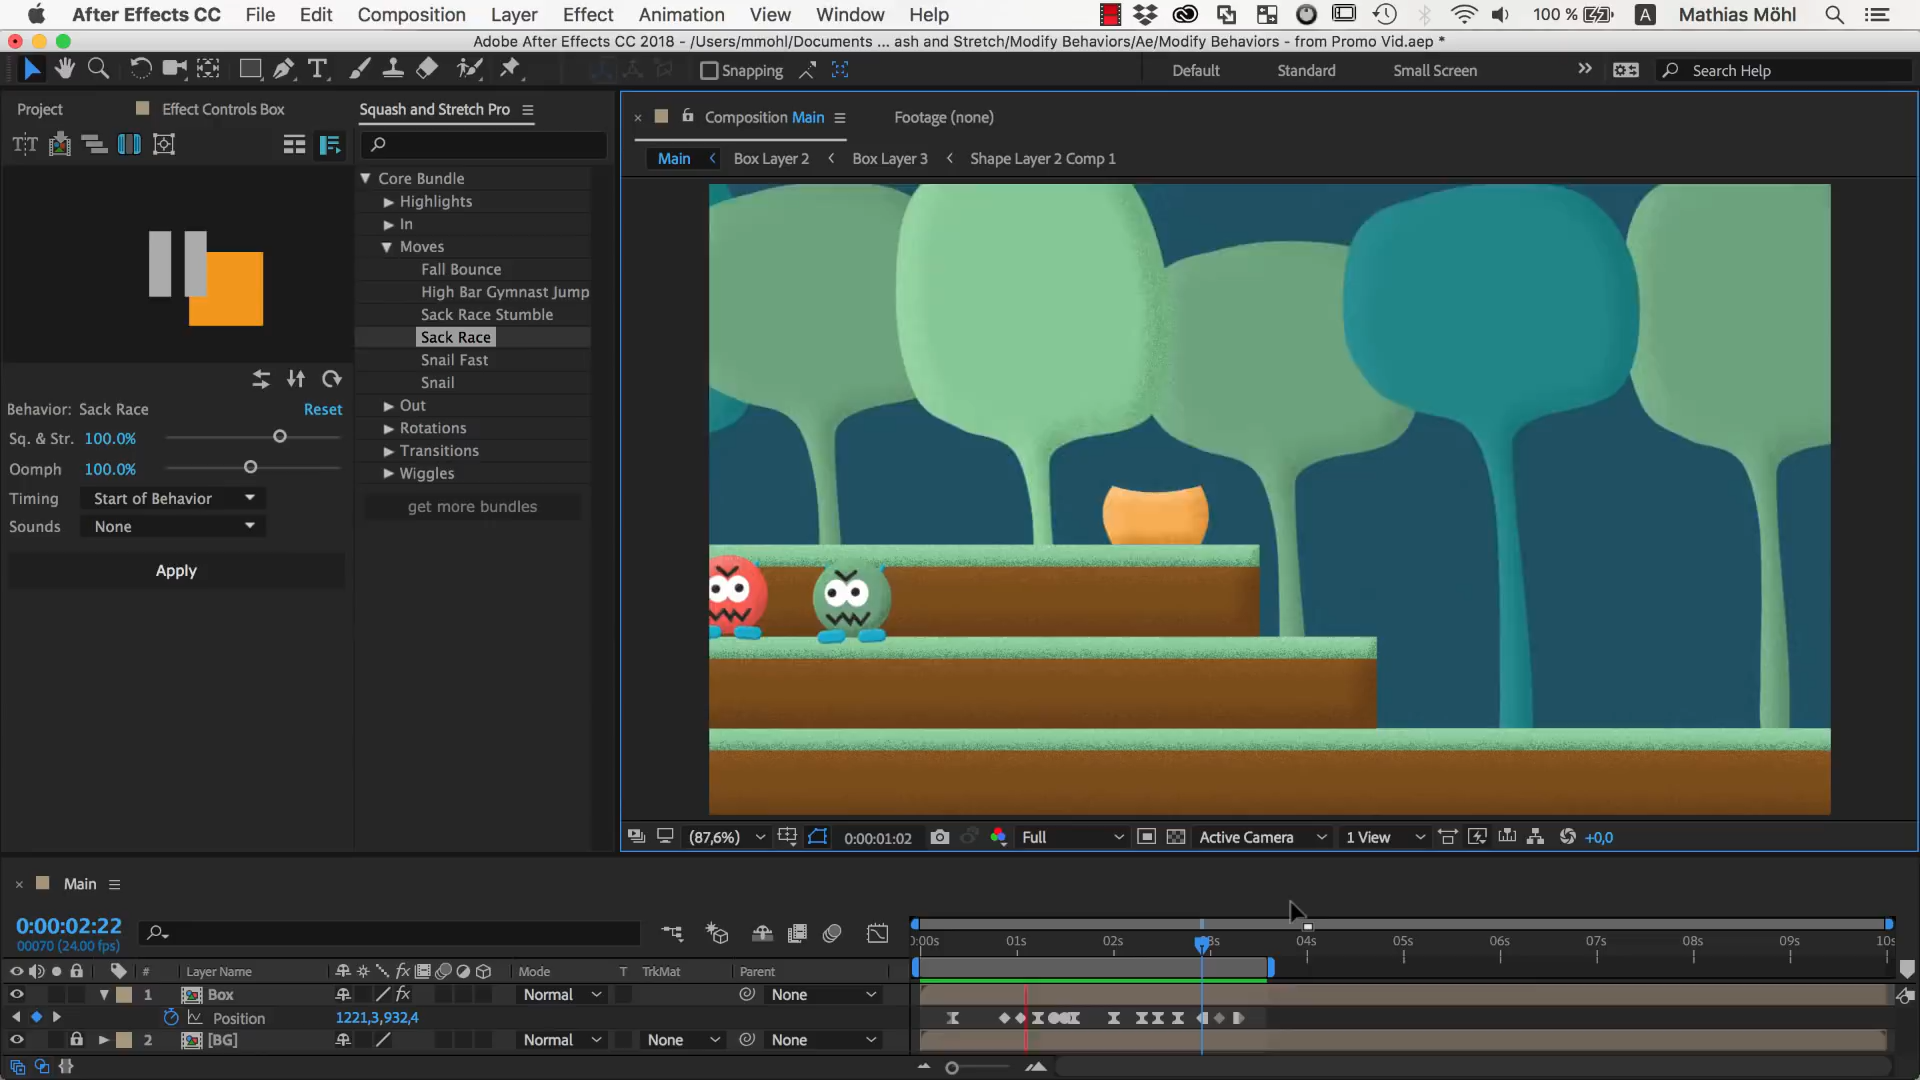 After Effects CC File Edit Composition Layer Effect Animation View Window Help 100 % A Mathias Möhl
Adobe After Effects CC 2018 - /Users/mmohl/Documents ... ash and Stretch/Modify Behaviors/Ae/Modify Behaviors - from Promo Vid.aep *
Snapping Default Standard Small Screen Search Help
Project Effect Controls Box Squash and Stretch Pro
Composition Main Footage (none)
Main Box Layer 2 Box Layer 3 Shape Layer 2 Comp 1
Core Bundle
Highlights
In
Moves
Fall Bounce
High Bar Gymnast Jump
Sack Race Stumble
Sack Race
Snail Fast
Snail
Out
Rotations
Transitions
Wiggles
get more bundles
Behavior: Sack Race Reset
Sq. & Str. 100.0%
Oomph 100.0%
Timing Start of Behavior
Sounds None
Apply
(87,6%) 0:00:01:02 Full Active Camera 1 View +0,0
Main
0:00:02:22
00070 (24.00 fps)
0:00s 01s 02s 03s 04s 05s 06s 07s 08s 09s 10s
# Layer Name fx Mode T TrkMat Parent
1 Box fx Normal None
Position 1221,3,932,4
2 [BG] Normal None None